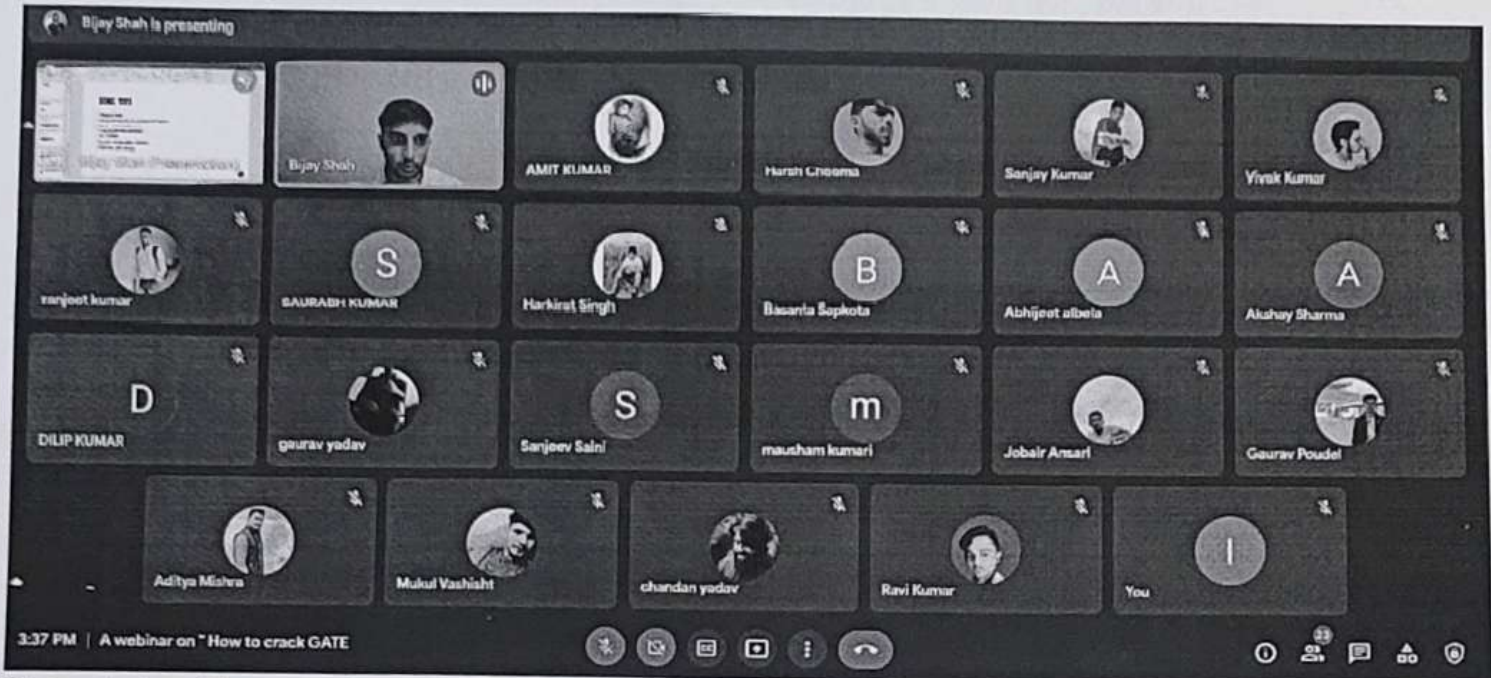 Bijay Shah is presenting
Bijay Shah
AMIT KUMAR
Harsh Cheema
Sanjay Kumar
Vivek Kumar
ranjeet kumar
S
SAURABH KUMAR
Harkirat Singh
B
Basanta Sapkota
A
Abhijeet albela
A
Akshay Sharma
D
DILIP KUMAR
gaurav yadav
S
Sanjeev Saini
m
mausham kumari
Jobair Ansari
Gaurav Poudel
Aditya Mishra
Mukul Vashisht
chandan yadav
Ravi Kumar
I
You
3:37 PM | A webinar on " How to crack GATE
CC
23